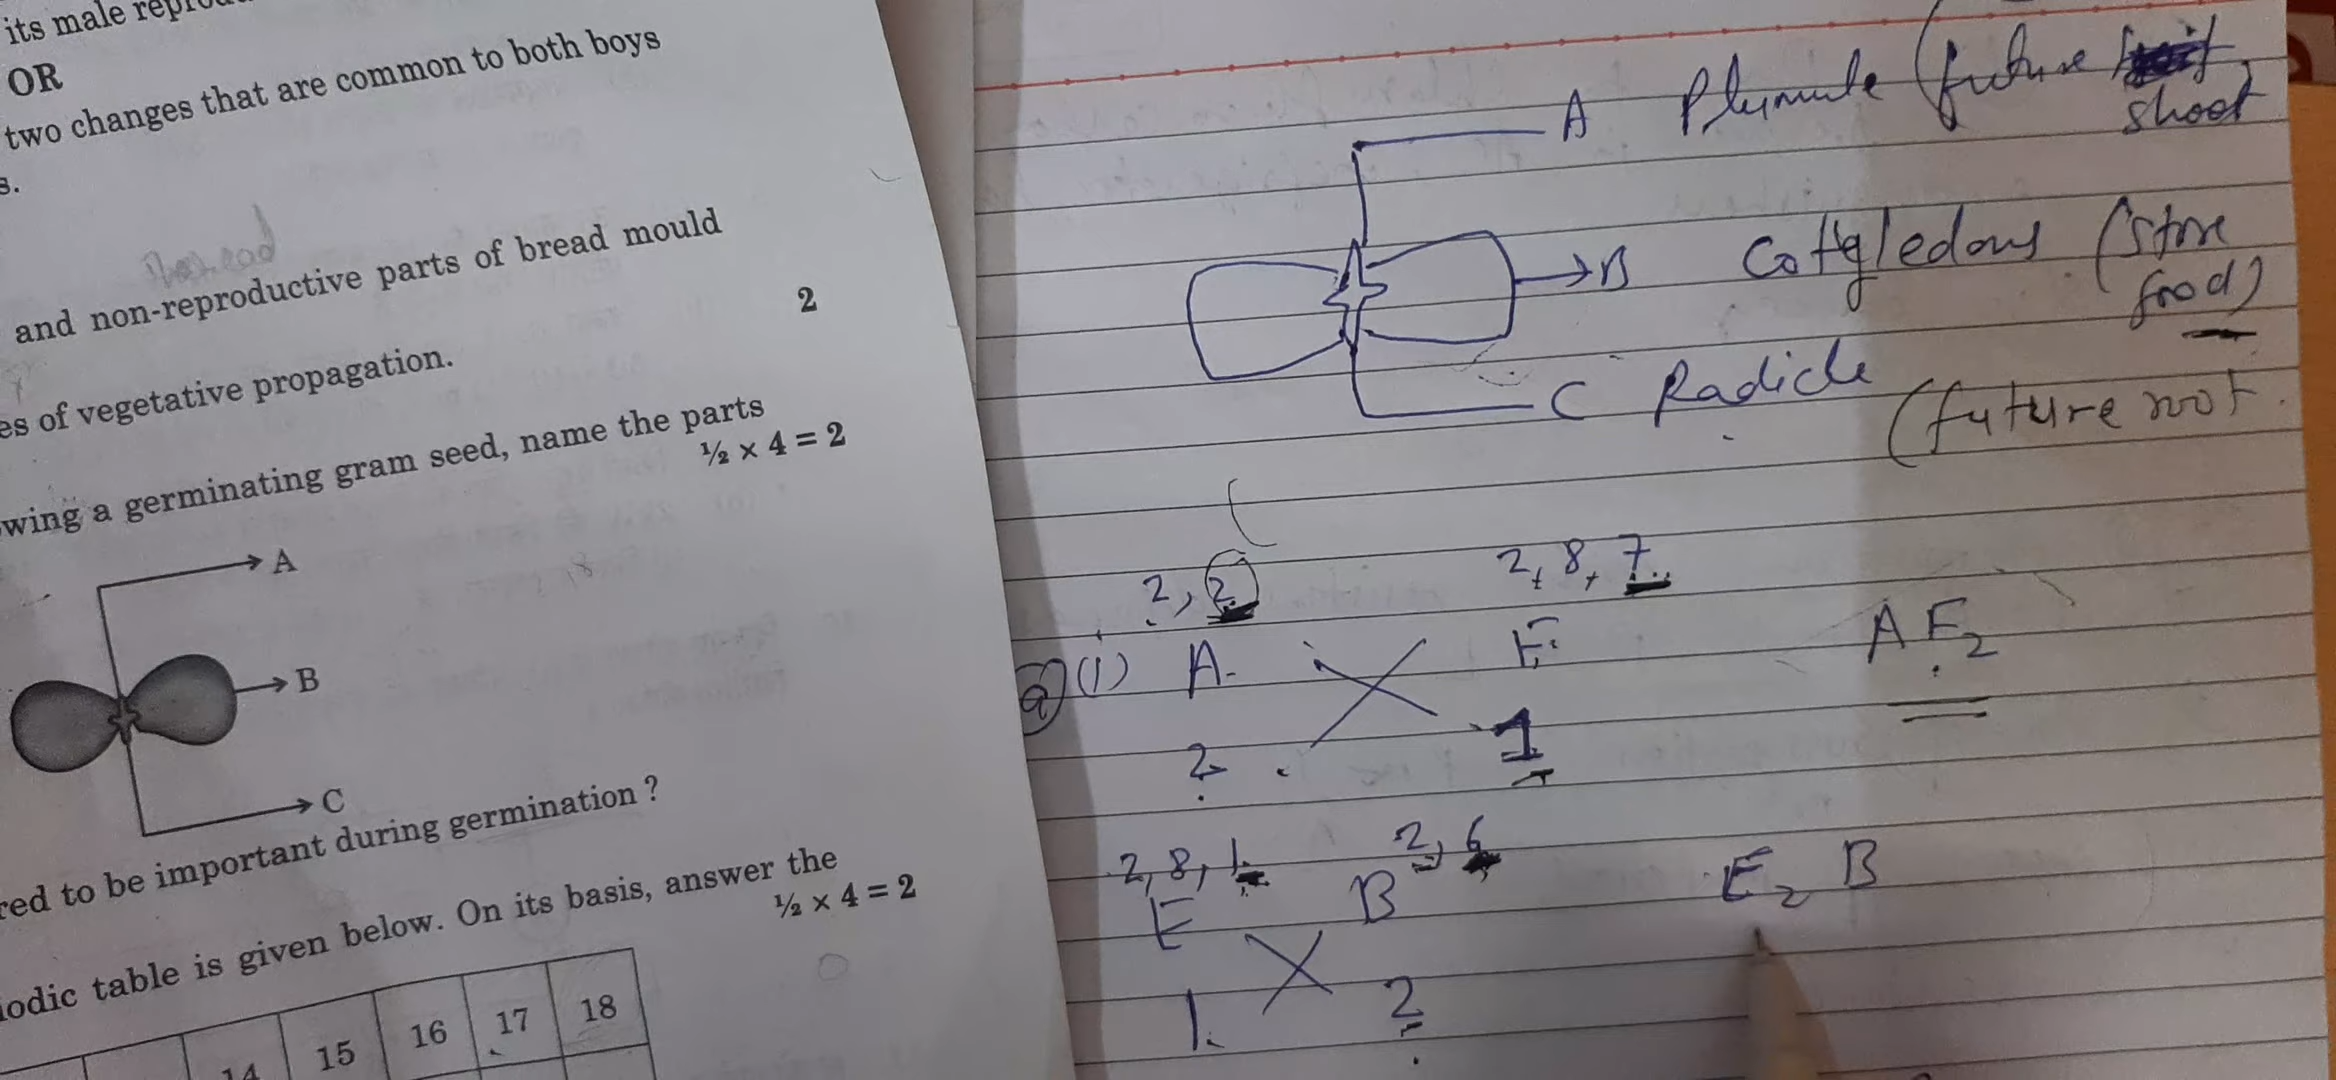 its male
OR
two changes that are common to both boys
s.
and non-reproductive parts of bread mould
2
es of vegetative propagation.
wing a germinating gram seed, name the parts
½ × 4 = 2
A
B
C
red to be important during germination ?
iodic table is given below. On its basis, answer the
½ × 4 = 2
14 15 16 17 18
A Plumule (future
shoot
B Cotyledons (store
food)
C Radicle
(future root.
2, 2 2, 8, 7
(i) A E AF2
2 1
2, 8, 1 2, 6
E B E2 B
1 2